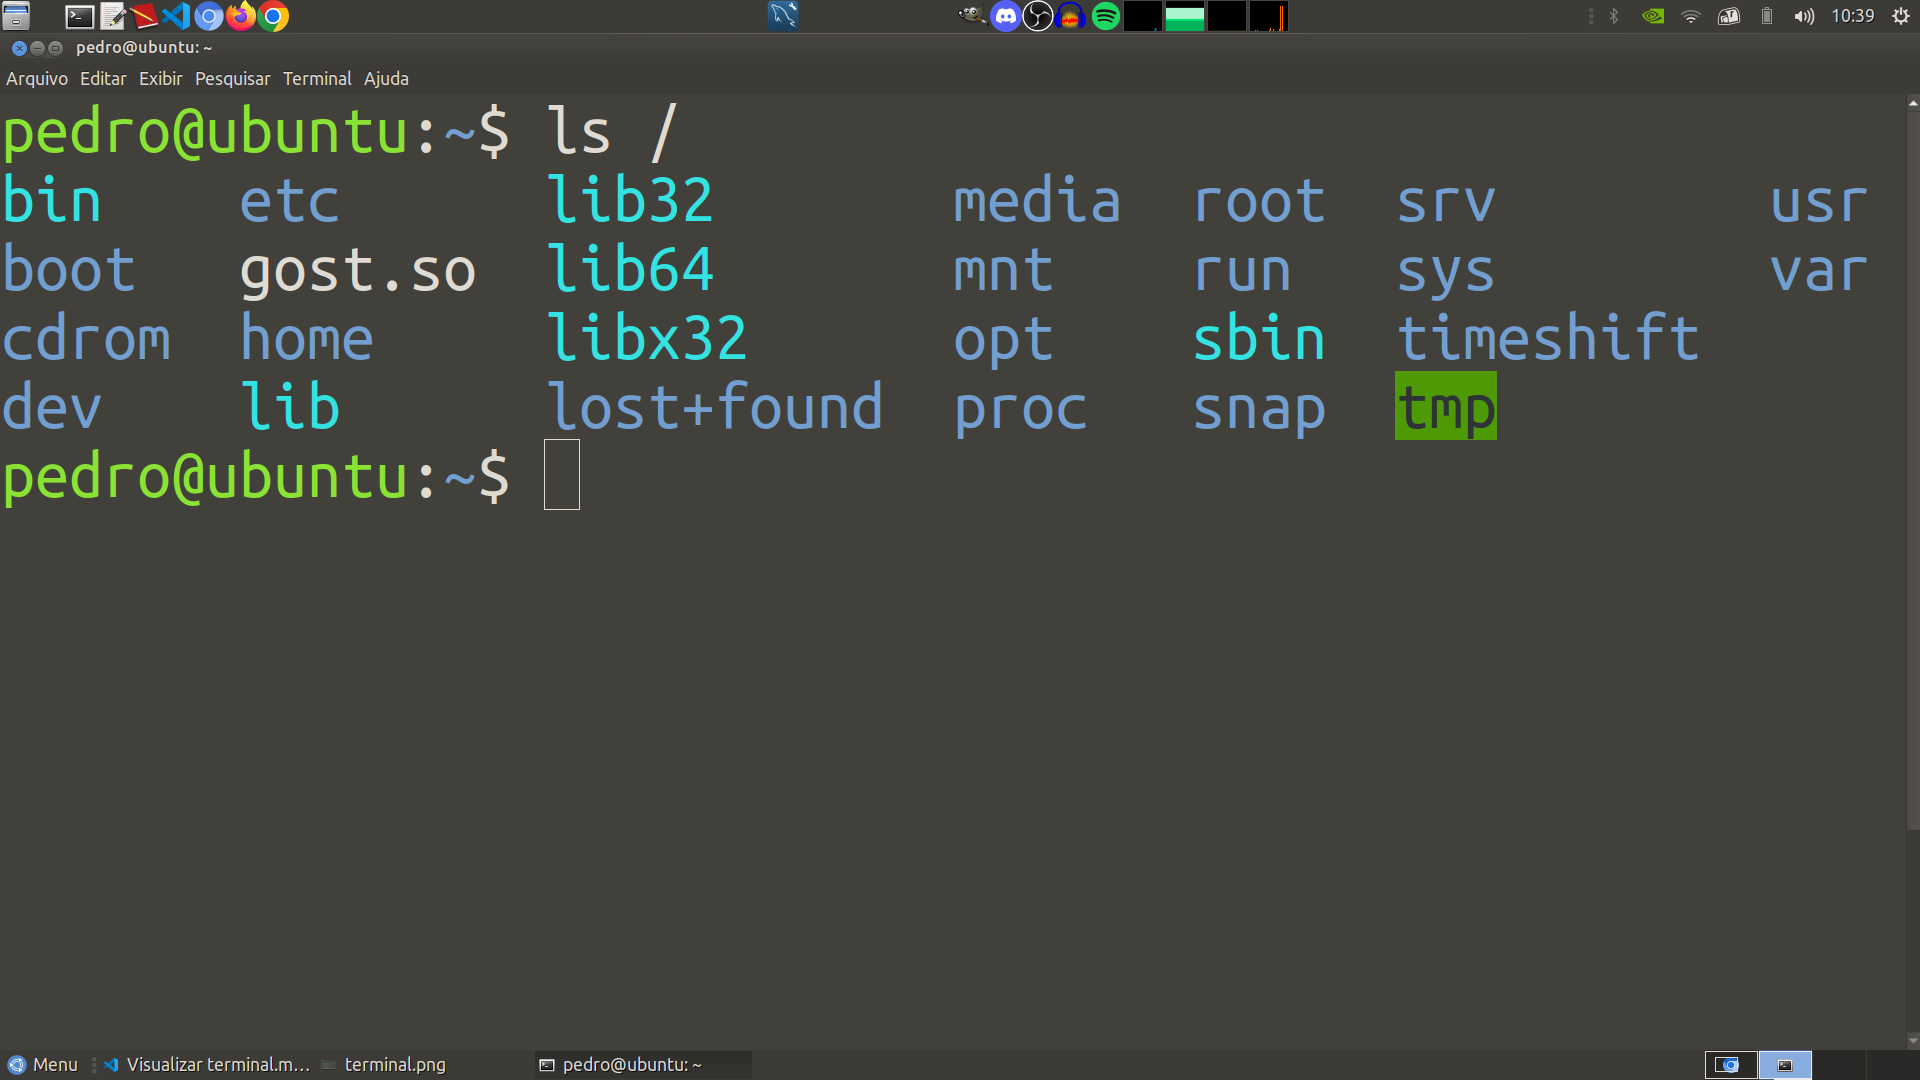 10:39
pedro@ubuntu: ~
Arquivo Editar Exibir Pesquisar Terminal Ajuda
pedro@ubuntu:~$ ls /
bin etc lib32 media root srv usr
boot gost.so lib64 mnt run sys var
cdrom home libx32 opt sbin timeshift
dev lib lost+found proc snap tmp
pedro@ubuntu:~$
Menu Visualizar terminal.m... terminal.png pedro@ubuntu: ~